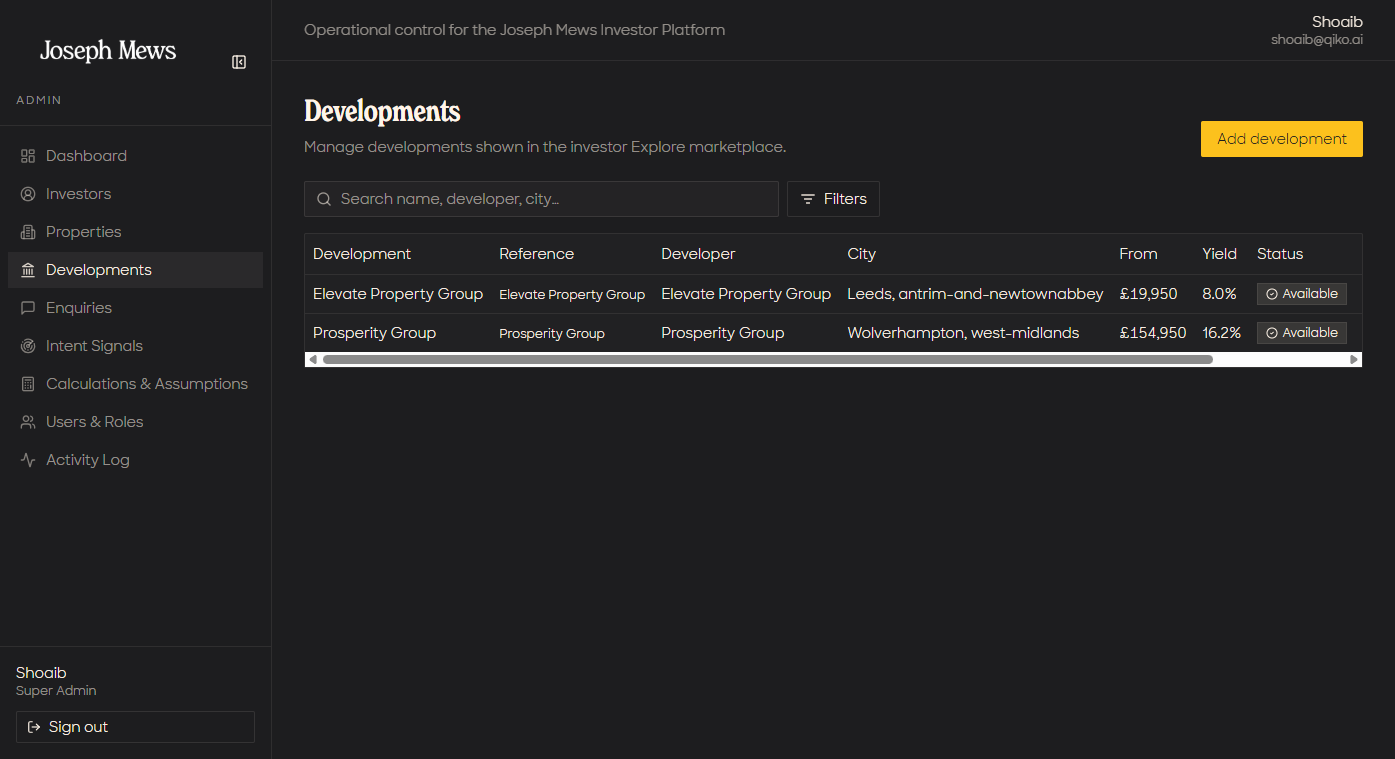 Joseph Mews
ADMIN
Dashboard
Investors
Properties
Developments
Enquiries
Intent Signals
Calculations & Assumptions
Users & Roles
Activity Log
Shoaib
Super Admin
Sign out
Operational control for the Joseph Mews Investor Platform
Shoaib
shoaib@qiko.ai
Developments
Manage developments shown in the investor Explore marketplace.
Add development
Search name, developer, city...
Filters
Development Reference Developer City From Yield Status
Elevate Property Group Elevate Property Group Elevate Property Group Leeds, antrim-and-newtownabbey £19,950 8.0% Available
Prosperity Group Prosperity Group Prosperity Group Wolverhampton, west-midlands £154,950 16.2% Available